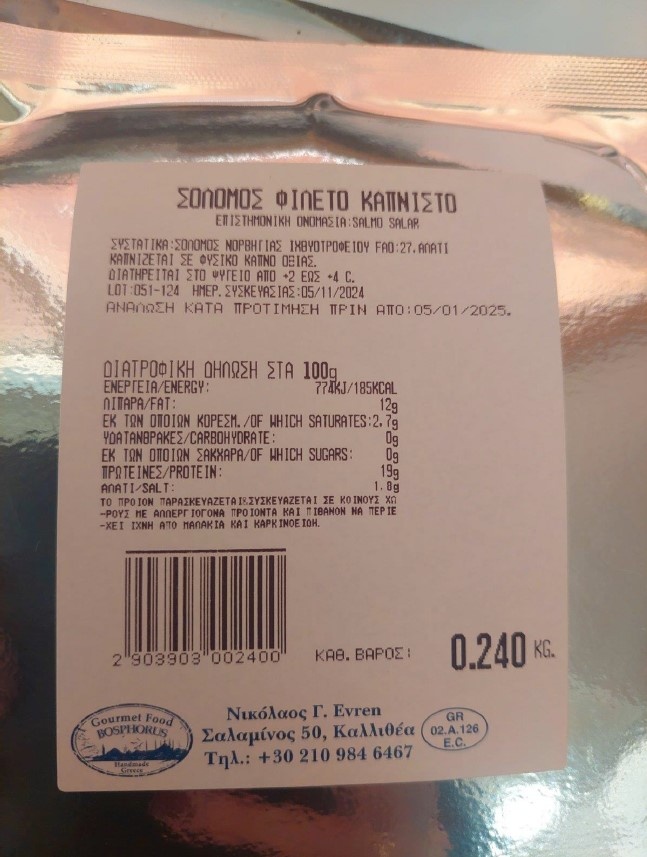 ΣΟΛΟΜΟΣ ΦΙΛΕΤΟ ΚΑΠΝΙΣΤΟ
ΕΠΙΣΤΗΜΟΝΙΚΗ ΟΝΟΜΑΣΙΑ:SALMO SALAR
ΣΥΣΤΑΤΙΚΑ:ΣΟΛΟΜΟΣ ΝΟΡΒΗΓΙΑΣ ΙΧΘΥΟΤΡΟΦΕΙΟΥ FAO:27.ΑΛΑΤΙ
ΚΑΠΝΙΖΕΤΑΙ ΣΕ ΦΥΣΙΚΟ ΚΑΠΝΟ ΟΞΙΑΣ.
ΔΙΑΤΗΡΕΙΤΑΙ ΣΤΟ ΨΥΓΕΙΟ ΑΠΟ +2 ΕΩΣ +4 C.
LOT:051-124 ΗΜΕΡ.ΣΥΣΚΕΥΑΣΙΑΣ:05/11/2024
ΑΝΑΛΩΣΗ ΚΑΤΑ ΠΡΟΤΙΜΗΣΗ ΠΡΙΝ ΑΠΟ:05/01/2025.
ΔΙΑΤΡΟΦΙΚΗ ΔΗΛΩΣΗ ΣΤΑ 100g
ΕΝΕΡΓΕΙΑ/ENERGY: 774KJ/185KCAL
ΛΙΠΑΡΑ/FAT: 12g
ΕΚ ΤΩΝ ΟΠΟΙΩΝ ΚΟΡΕΣΜ./OF WHICH SATURATES:2.7g
ΥΔΑΤΑΝΘΡΑΚΕΣ/CARBOHYDRATE: 0g
ΕΚ ΤΩΝ ΟΠΟΙΩΝ ΣΑΚΧΑΡΑ/OF WHICH SUGARS: 0g
ΠΡΩΤΕΙΝΕΣ/PROTEIN: 19g
ΑΛΑΤΙ/SALT: 1.8g
ΤΟ ΠΡΟΙΟΝ ΠΑΡΑΣΚΕΥΑΖΕΤΑΙ&ΣΥΣΚΕΥΑΖΕΤΑΙ ΣΕ ΚΟΙΝΟΥΣ ΧΩ
-ΡΟΥΣ ΜΕ ΑΛΛΕΡΓΙΟΓΟΝΑ ΠΡΟΙΟΝΤΑ ΚΑΙ ΠΙΘΑΝΟΝ ΝΑ ΠΕΡΙΕ
-ΧΕΙ ΙΧΝΗ ΑΠΟ ΜΑΛΑΚΙΑ ΚΑΙ ΚΑΡΚΙΝΟΕΙΔΗ.
2 903903 002400
ΚΑΘ.ΒΑΡΟΣ: 0.240 KG.
Gourmet Food
BOSPHORUS
Handmade
Greece
Νικόλαος Γ. Evren
Σαλαμίνος 50, Καλλιθέα
Τηλ.: +30 210 984 6467
GR
02.A.126
E.C.